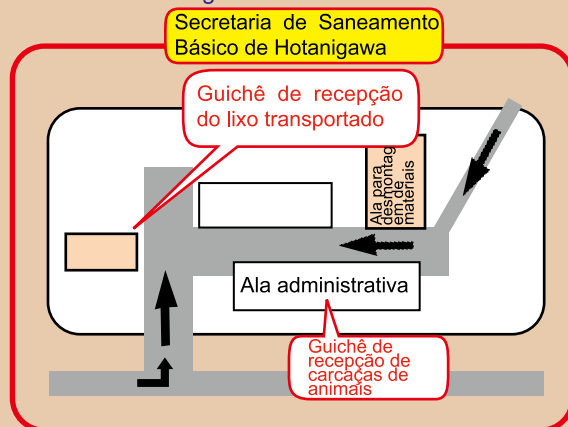 Secretaria de Saneamento
Básico de Hotanigawa
Guichê de recepção
do lixo transportado
Ala para
desmontag
em de
materiais
Ala administrativa
Guichê de
recepção de
carcaças de
animais